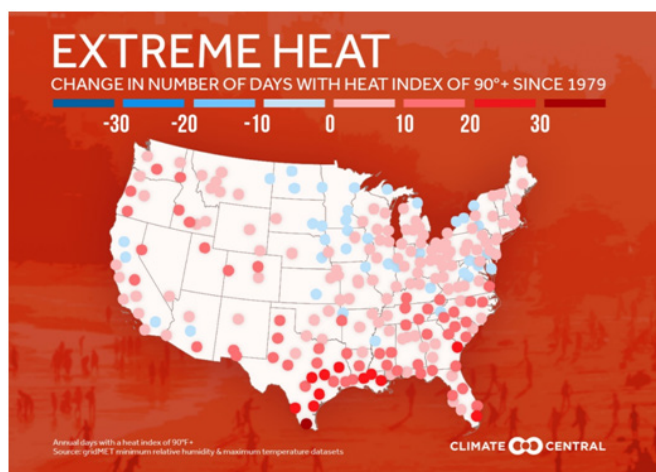 EXTREME HEAT
CHANGE IN NUMBER OF DAYS WITH HEAT INDEX OF 90°+ SINCE 1979
-30 -20 -10 0 10 20 30
Annual days with a heat index of 90°F+
Source: gridMET minimum relative humidity & maximum temperature datasets
CLIMATE CENTRAL